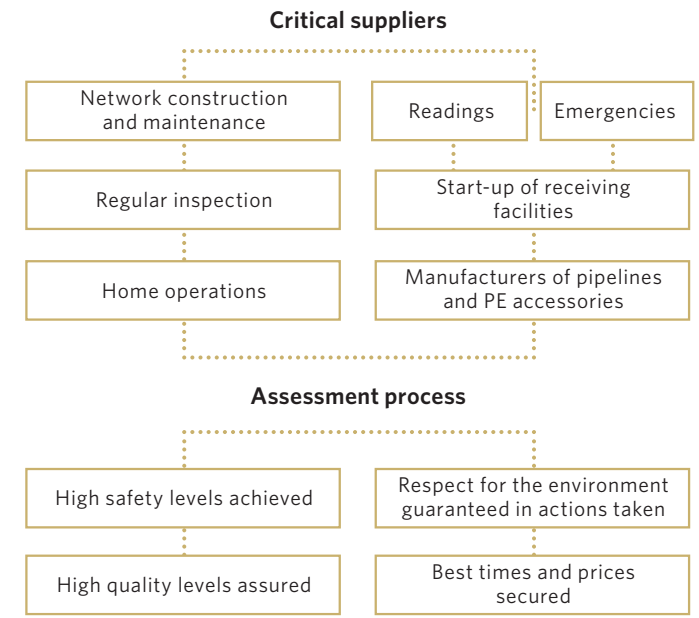 Critical suppliers
Network construction
and maintenance
Readings
Emergencies
Regular inspection
Start-up of receiving
facilities
Home operations
Manufacturers of pipelines
and PE accessories
Assessment process
High safety levels achieved
Respect for the environment
guaranteed in actions taken
High quality levels assured
Best times and prices
secured